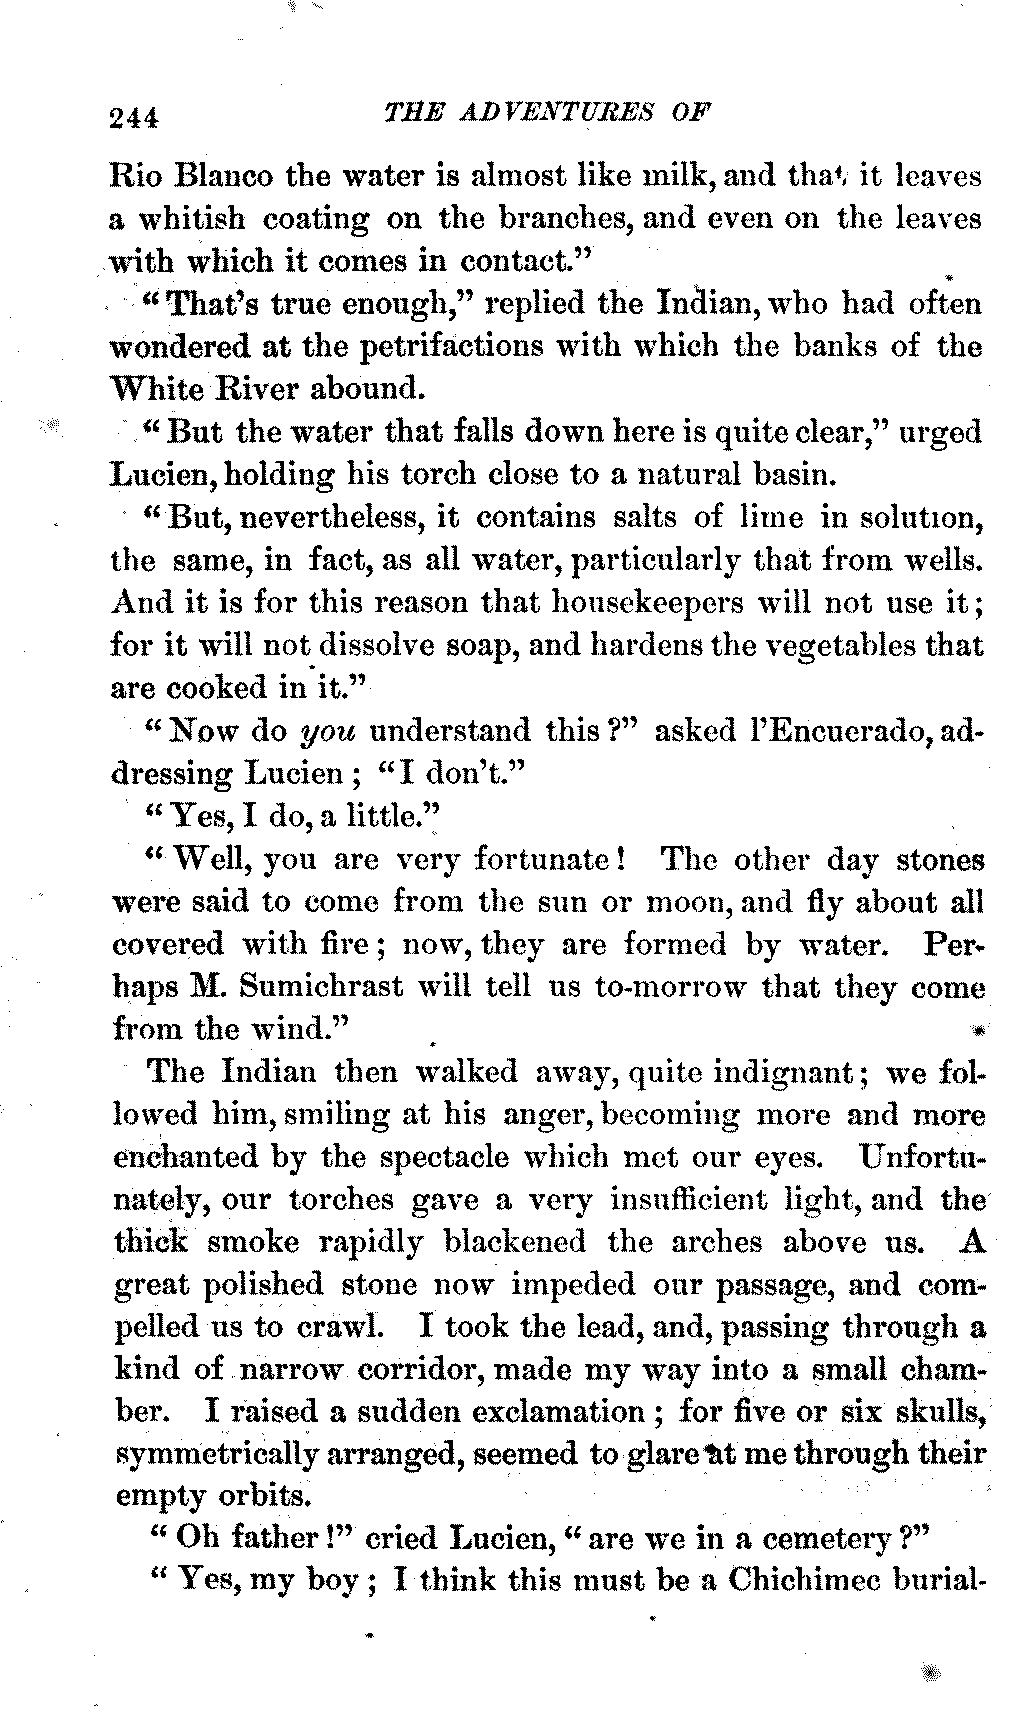 244 THE ADVENTURES OF
Rio Blanco the water is almost like milk, and that it leaves
a whitish coating on the branches, and even on the leaves
with which it comes in contact."
"That's true enough," replied the Indian, who had often
wondered at the petrifactions with which the banks of the
White River abound.
"But the water that falls down here is quite clear," urged
Lucien, holding his torch close to a natural basin.
"But, nevertheless, it contains salts of lime in solution,
the same, in fact, as all water, particularly that from wells.
And it is for this reason that housekeepers will not use it;
for it will not dissolve soap, and hardens the vegetables that
are cooked in it."
"Now do you understand this?" asked l'Encuerado, ad-
dressing Lucien; "I don't."
"Yes, I do, a little."
"Well, you are very fortunate! The other day stones
were said to come from the sun or moon, and fly about all
covered with fire; now, they are formed by water. Per-
haps M. Sumichrast will tell us to-morrow that they come
from the wind."
The Indian then walked away, quite indignant; we fol-
lowed him, smiling at his anger, becoming more and more
enchanted by the spectacle which met our eyes. Unfortu-
nately, our torches gave a very insufficient light, and the
thick smoke rapidly blackened the arches above us. A
great polished stone now impeded our passage, and com-
pelled us to crawl. I took the lead, and, passing through a
kind of narrow corridor, made my way into a small cham-
ber. I raised a sudden exclamation; for five or six skulls,
symmetrically arranged, seemed to glare at me through their
empty orbits.
"Oh father!" cried Lucien, "are we in a cemetery?"
"Yes, my boy; I think this must be a Chichimec burial-